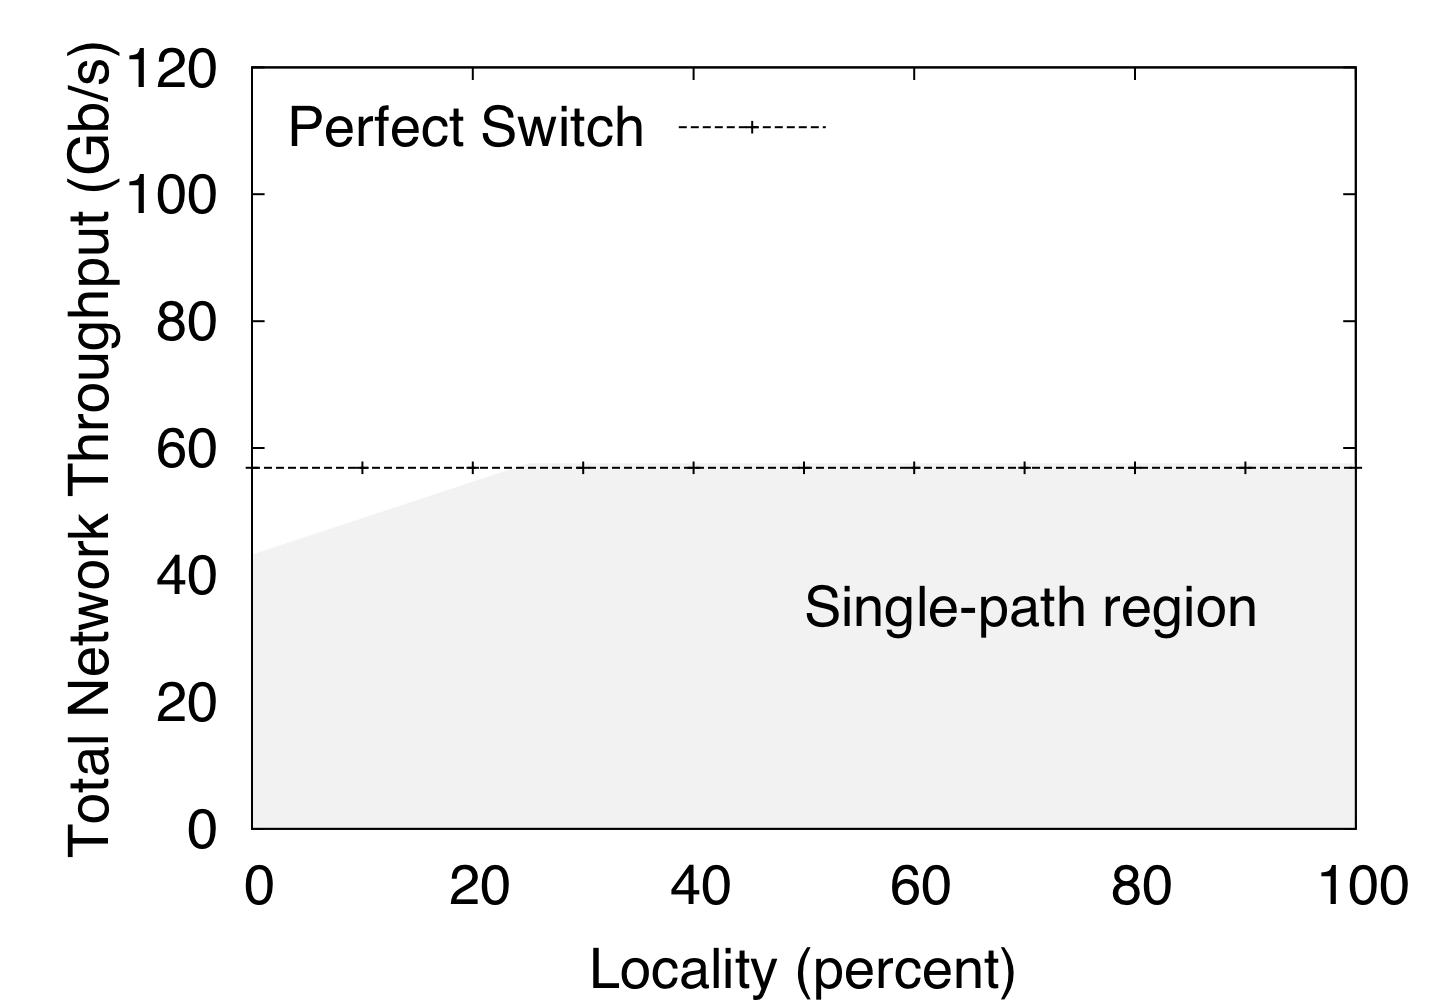 Total Network Throughput (Gb/s)
120
100
80
60
40
20
0
Perfect Switch
Single-path region
0 20 40 60 80 100
Locality (percent)